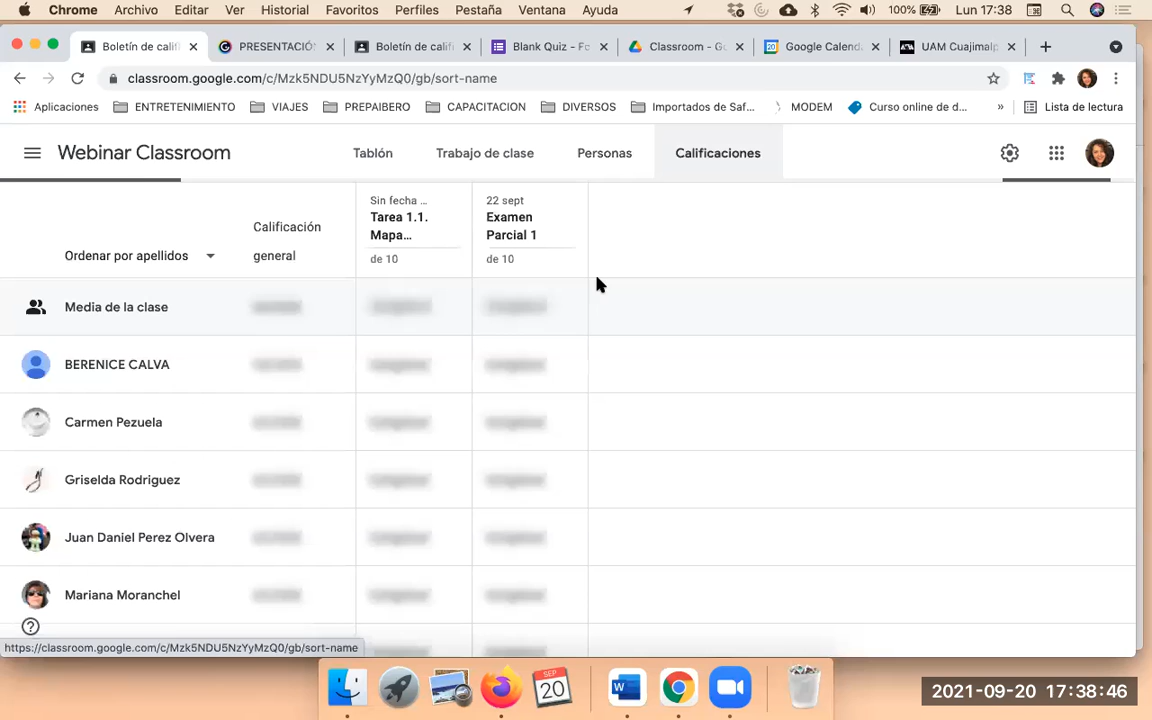 Chrome Archivo Editar Ver Historial Favoritos Perfiles Pestaña Ventana Ayuda 100% Lun 17:38
Boletín de calif PRESENTACIÓ Boletín de calif Blank Quiz - Fo Classroom - Go Google Calend UAM Cuajimalp
classroom.google.com/c/Mzk5NDU5NzYyMzQ0/gb/sort-name
Aplicaciones ENTRETENIMIENTO VIAJES PREPAIBERO CAPACITACION DIVERSOS Importados de Saf... MODEM Curso online de d... » Lista de lectura
Webinar Classroom Tablón Trabajo de clase Personas Calificaciones
Sin fecha ... 22 sept
Tarea 1.1. Examen
Calificación
Mapa... Parcial 1
Ordenar por apellidos general de 10 de 10
Media de la clase
BERENICE CALVA
Carmen Pezuela
Griselda Rodriguez
Juan Daniel Perez Olvera
Mariana Moranchel
https://classroom.google.com/c/Mzk5NDU5NzYyMzQ0/gb/sort-name
SEP
20
W
2021-09-20 17:38:46